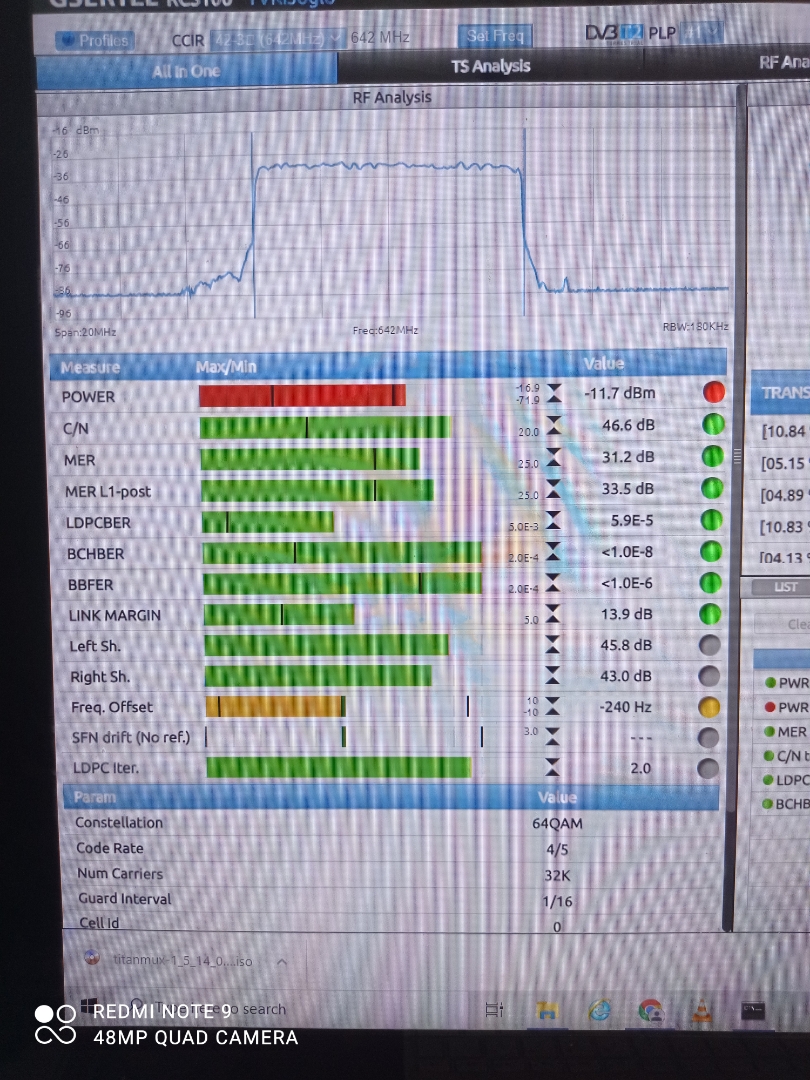 Profiles CCIR 42-3C (642MHz) 642 MHz Set Freq DVB T2 PLP #1
All in One TS Analysis RF Ana
RF Analysis
-16 dBm
-26
-36
-46
-56
-66
-76
-86
-96
Span:20MHz Freq:642MHz RBW:180KHz
Measure Max/Min Value
POWER -16.9 -71.9 -11.7 dBm
C/N 20.0 46.6 dB
MER 25.0 31.2 dB
MER L1-post 25.0 33.5 dB
LDPCBER 5.0E-3 5.9E-5
BCHBER 2.0E-4 <1.0E-8
BBFER 2.0E-4 <1.0E-6
LINK MARGIN 5.0 13.9 dB
Left Sh. 45.8 dB
Right Sh. 43.0 dB
Freq. Offset 10 -10 -240 Hz
SFN drift (No ref.) 3.0 ---
LDPC Iter. 2.0
Param Value
Constellation 64QAM
Code Rate 4/5
Num Carriers 32K
Guard Interval 1/16
Cell Id 0
TRANS
[10.84
[05.15
[04.89
[10.83
[04.13
LIST
Clea
PWR
PWR
MER
C/N t
LDPC
BCHB
titanmux-1_5_14_0....iso
Type here to search
REDMI NOTE 9
48MP QUAD CAMERA